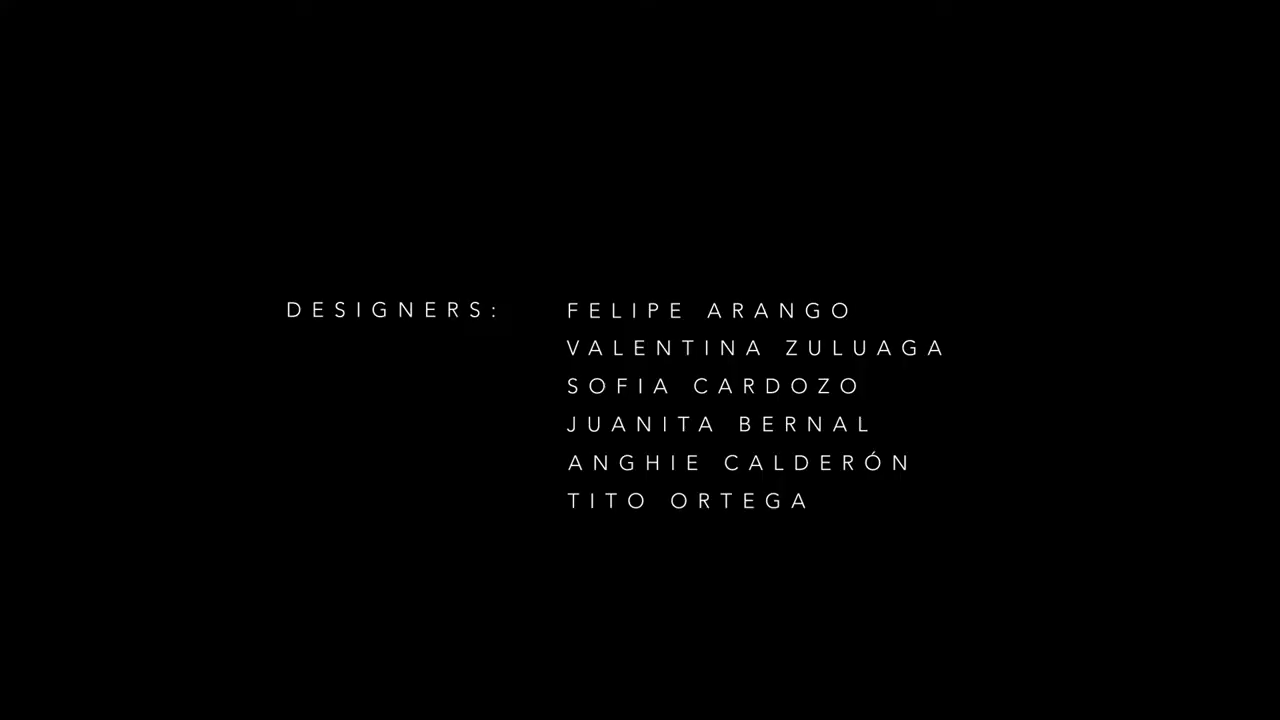 DESIGNERS: FELIPE ARANGO
VALENTINA ZULUAGA
SOFIA CARDOZO
JUANITA BERNAL
ANGHIE CALDERÓN
TITO ORTEGA